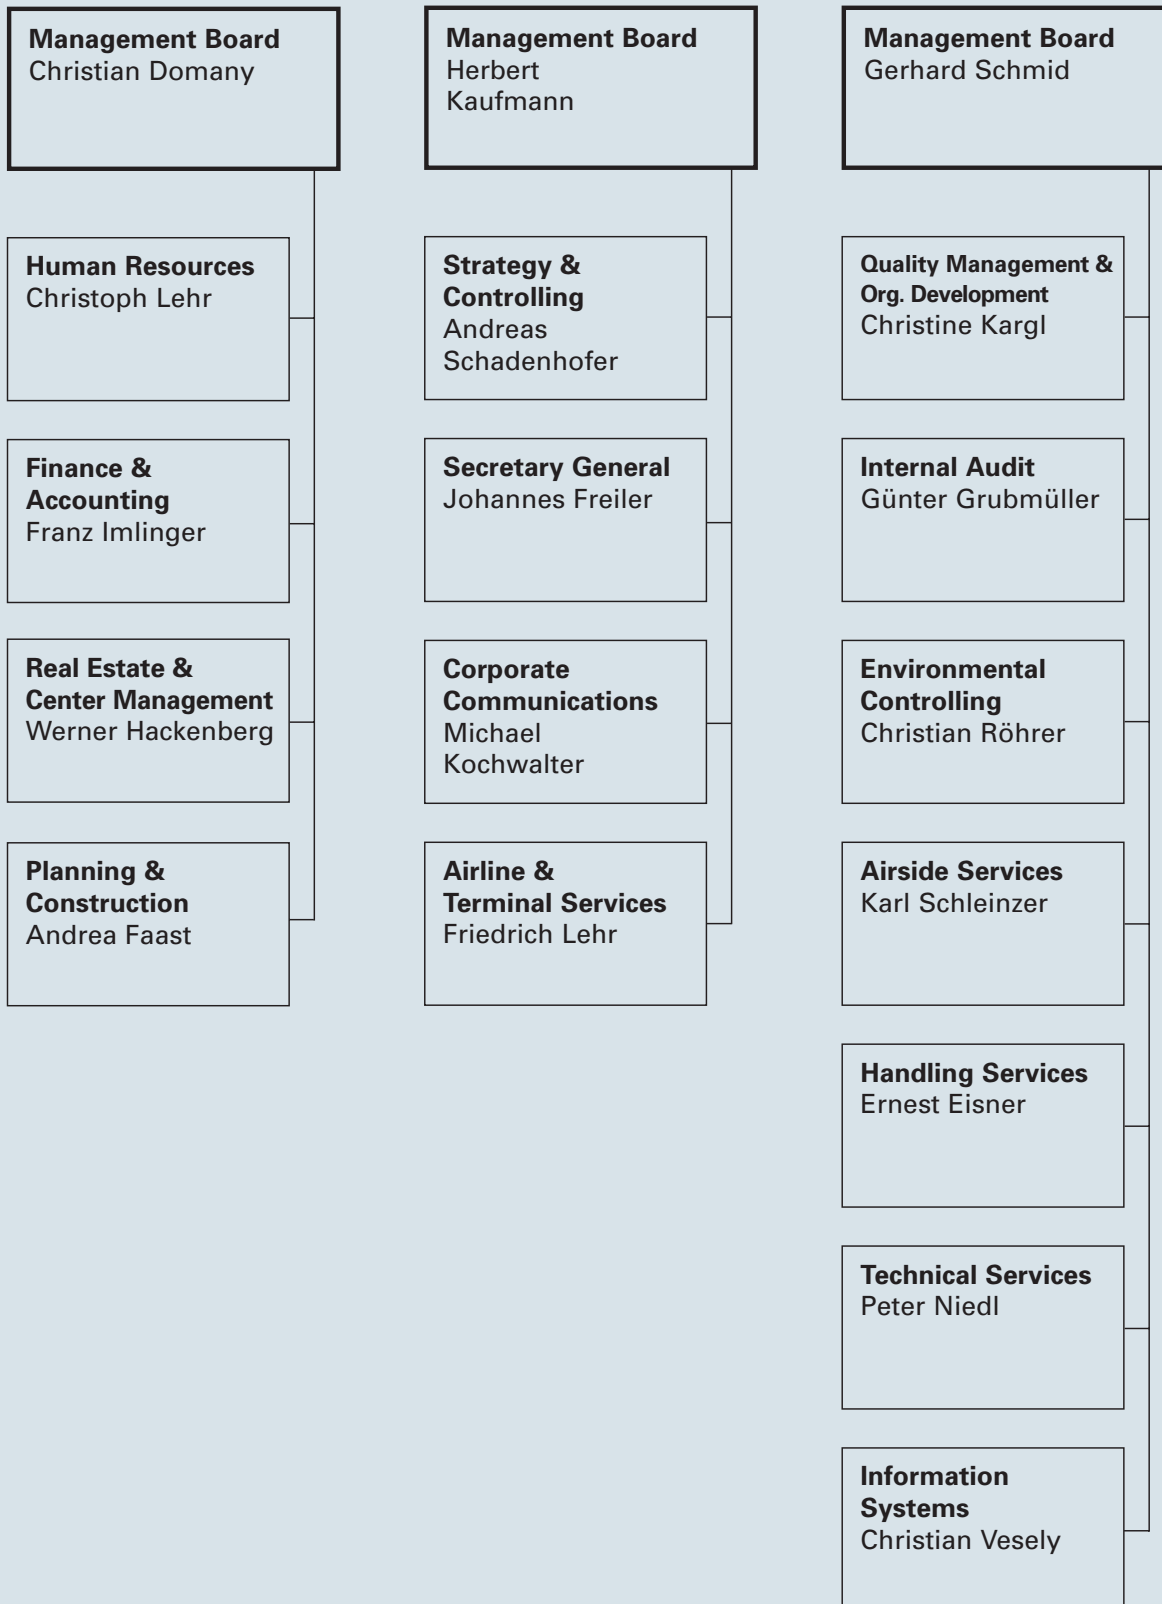 Management Board
Christian Domany
Human Resources
Christoph Lehr
Finance &
Accounting
Franz Imlinger
Real Estate &
Center Management
Werner Hackenberg
Planning &
Construction
Andrea Faast
Management Board
Herbert
Kaufmann
Strategy &
Controlling
Andreas
Schadenhofer
Secretary General
Johannes Freiler
Corporate
Communications
Michael
Kochwalter
Airline &
Terminal Services
Friedrich Lehr
Management Board
Gerhard Schmid
Quality Management &
Org. Development
Christine Kargl
Internal Audit
Günter Grubmüller
Environmental
Controlling
Christian Röhrer
Airside Services
Karl Schleinzer
Handling Services
Ernest Eisner
Technical Services
Peter Niedl
Information
Systems
Christian Vesely